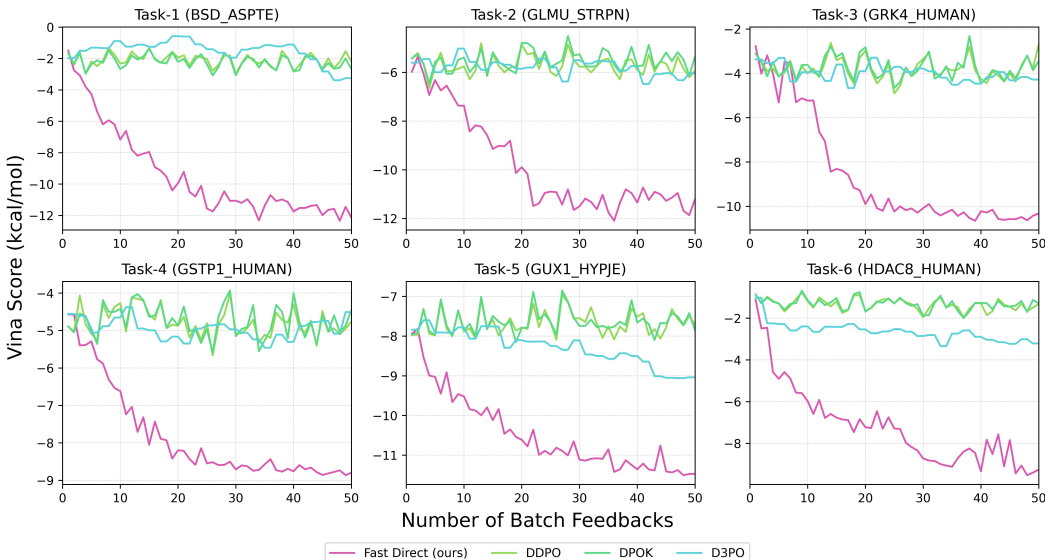 Task-1 (BSD_ASPTE)
Task-2 (GLMU_STRPN)
Task-3 (GRK4_HUMAN)
0
−2
−4
−6
−8
−10
−12
0 10 20 30 40 50
−6
−8
−10
−12
0 10 20 30 40 50
−2
−4
−6
−8
−10
0 10 20 30 40 50
Vina Score (kcal/mol)
Task-4 (GSTP1_HUMAN)
Task-5 (GUX1_HYPJE)
Task-6 (HDAC8_HUMAN)
−4
−5
−6
−7
−8
−9
0 10 20 30 40 50
−7
−8
−9
−10
−11
0 10 20 30 40 50
−2
−4
−6
−8
0 10 20 30 40 50
Number of Batch Feedbacks
Fast Direct (ours) DDPO DPOK D3PO